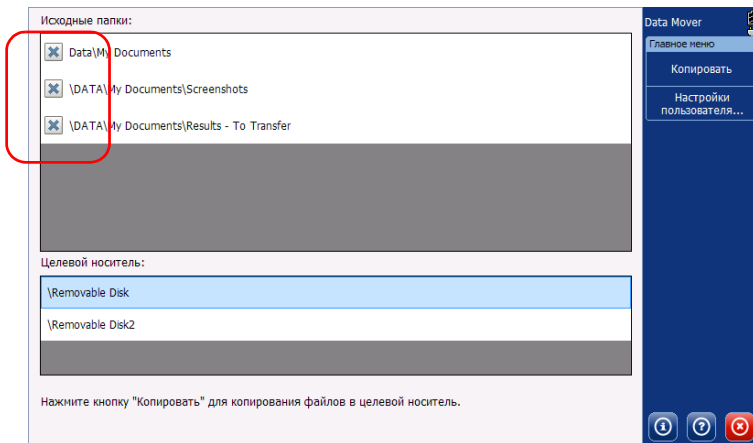 Исходные папки:
Data\My Documents
\DATA\My Documents\Screenshots
\DATA\My Documents\Results - To Transfer
Целевой носитель:
\Removable Disk
\Removable Disk2
Нажмите кнопку "Копировать" для копирования файлов в целевой носитель.
Data Mover
Главное меню
Копировать
Настройки
пользователя...